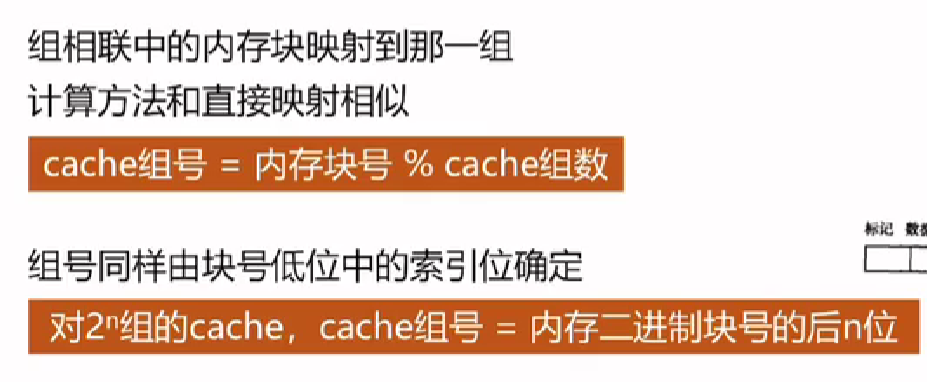 组相联中的内存块映射到那一组
计算方法和直接映射相似
cache组号 = 内存块号 % cache组数
标记 数据
组号同样由块号低位中的索引位确定
对2ⁿ组的cache，cache组号 = 内存二进制块号的后n位